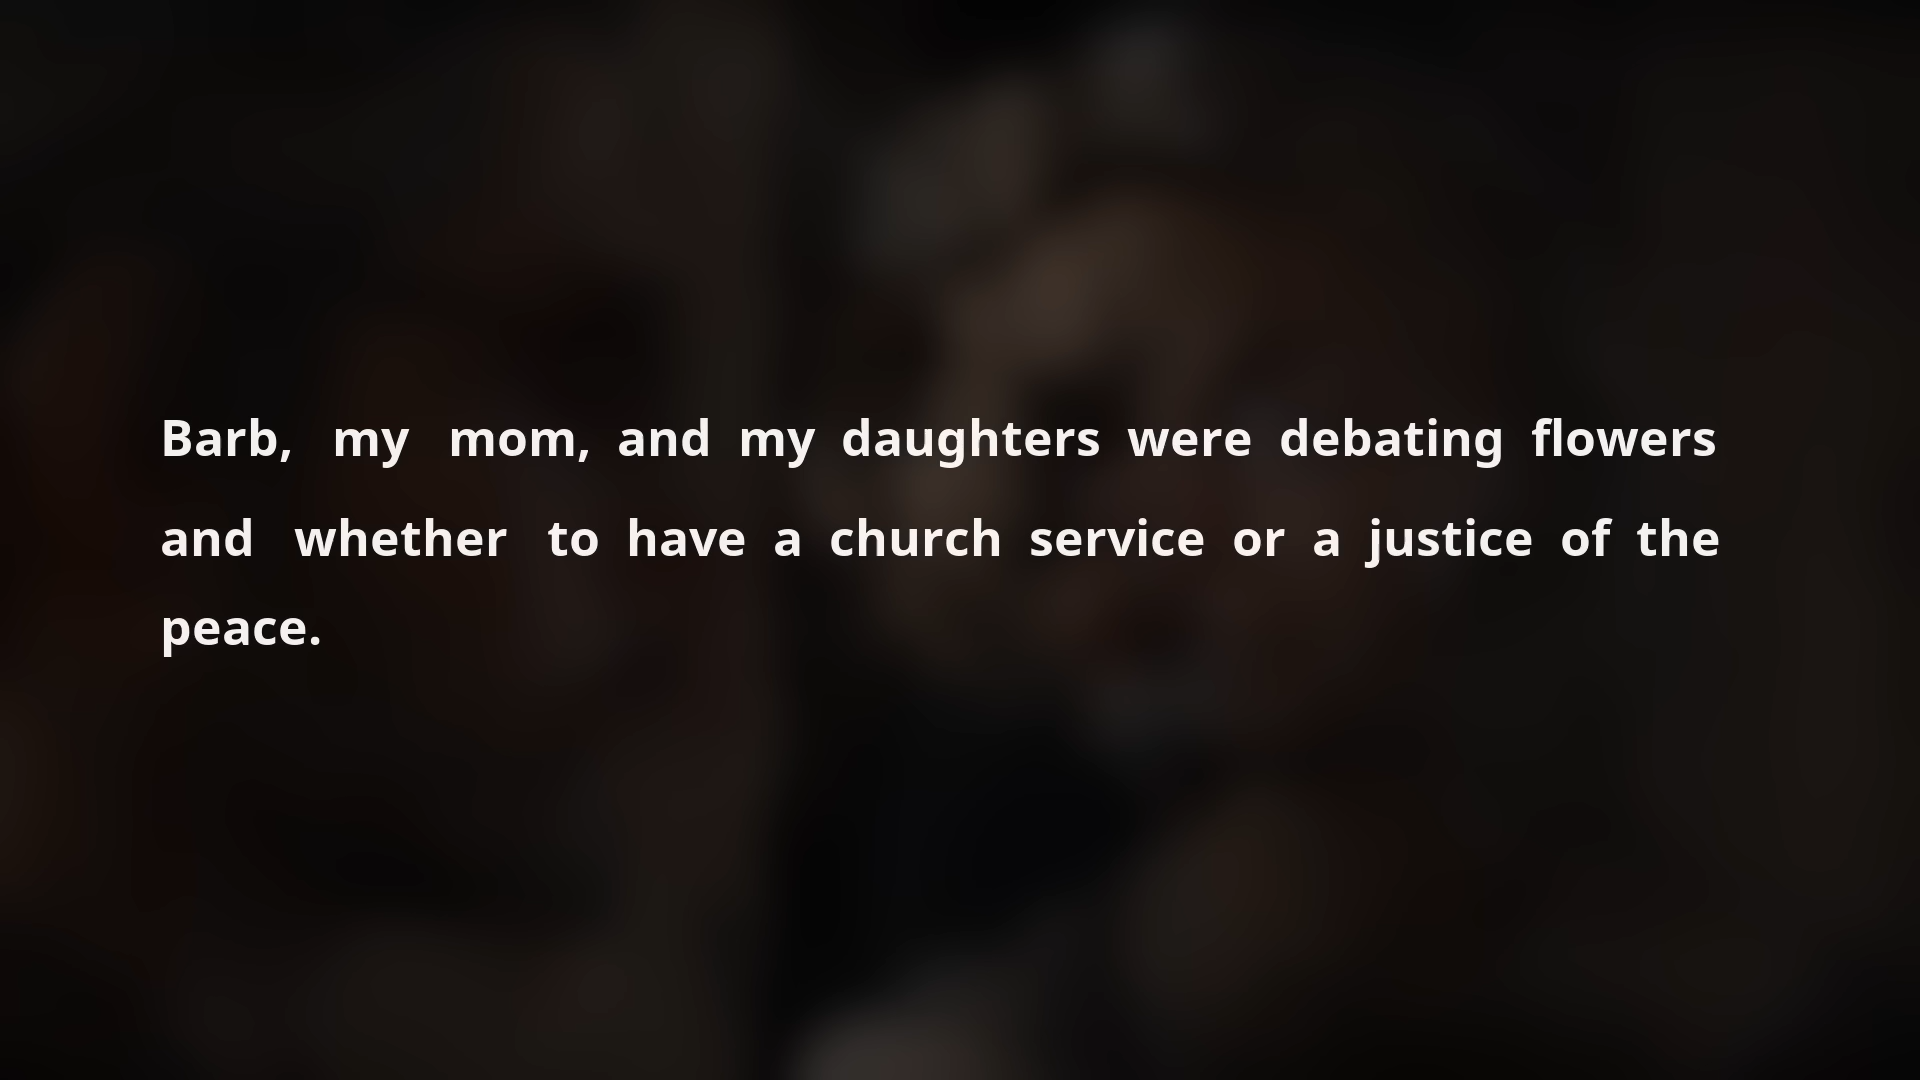 Barb, my mom, and my daughters were debating flowers
and whether to have a church service or a justice of the
peace.